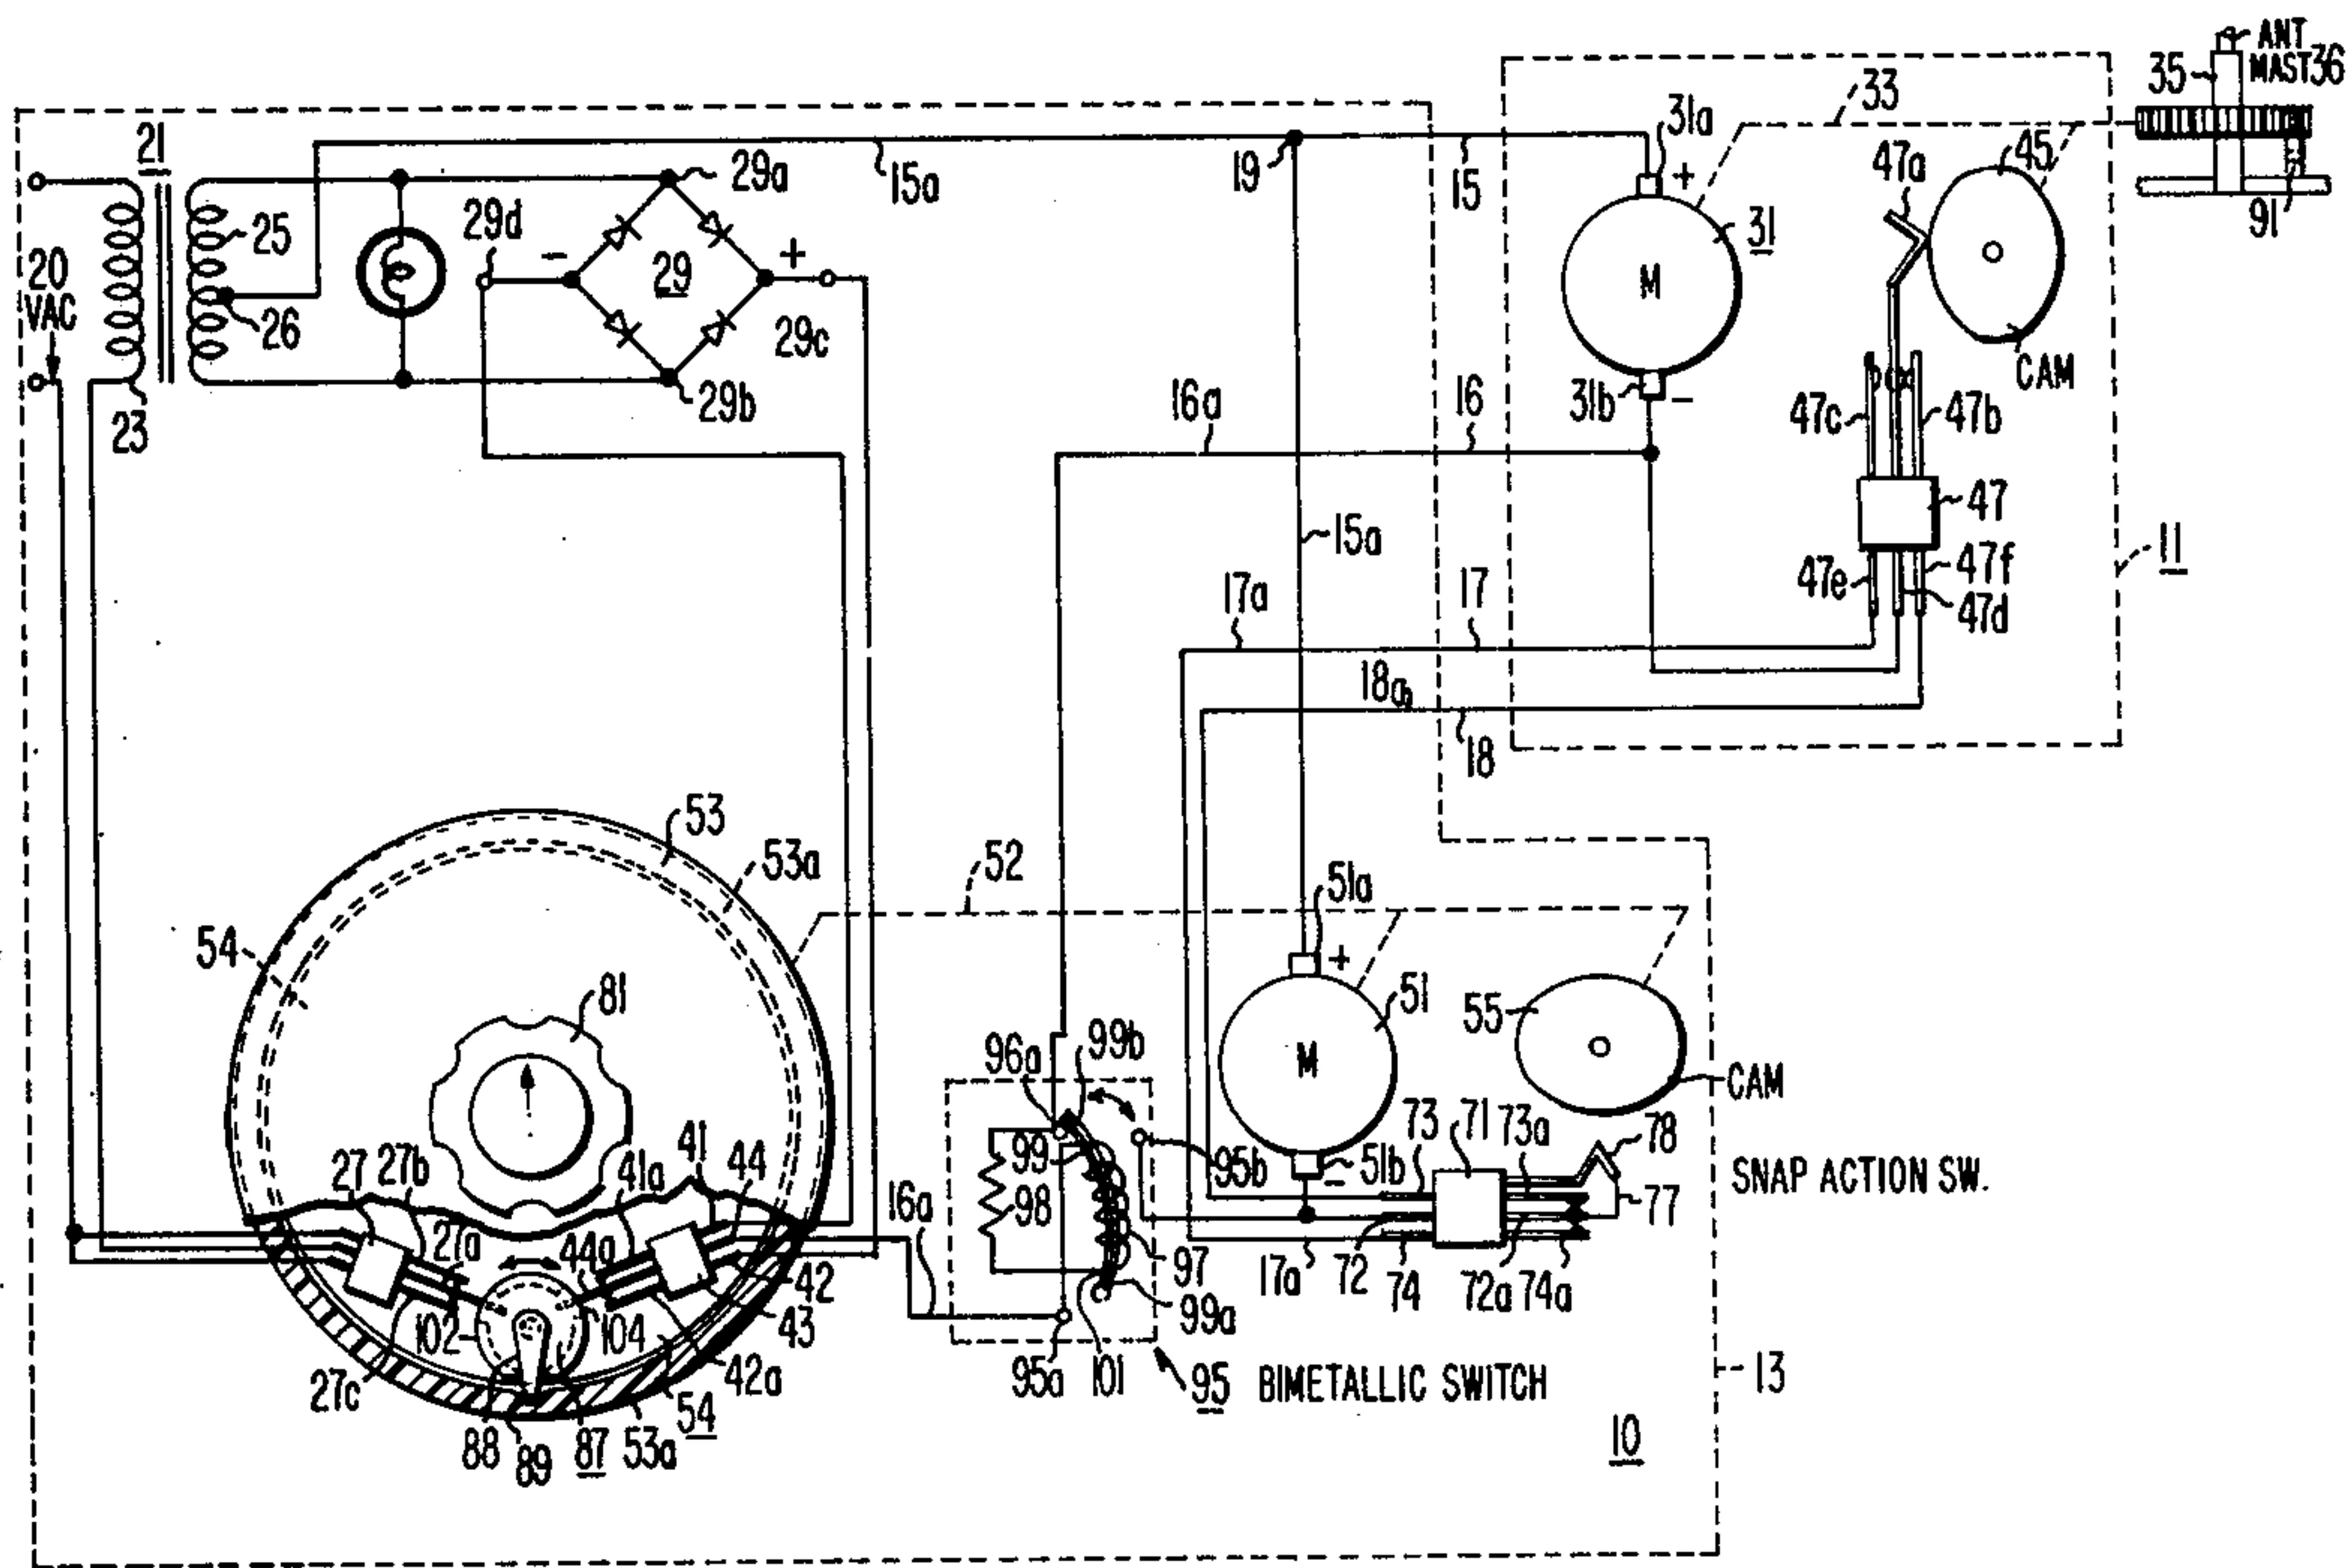 ANT
35
MAST36
33
31a
21
45
47a
29a
19
15
15a
+
29d
25
91
20
VAC
−
+
31
29
M
26
29c
CAM
16a
16
31b
−
47c
47b
29b
23
47
15a
11
47e
47f
17a
17
47d
18a
18
53
53a
52
51a
54
+
81
51
55
99b
96a
M
CAM
73
71
73a
78
41
27
27b
41a
44
99
95b
51b
−
SNAP ACTION SW.
16a
98
77
27a
44a
97
17a
72
72a
74a
42
74
99a
102
104
43
95a
101
42a
95
BIMETALLIC SWITCH
13
27c
54
88
89
87
53a
10